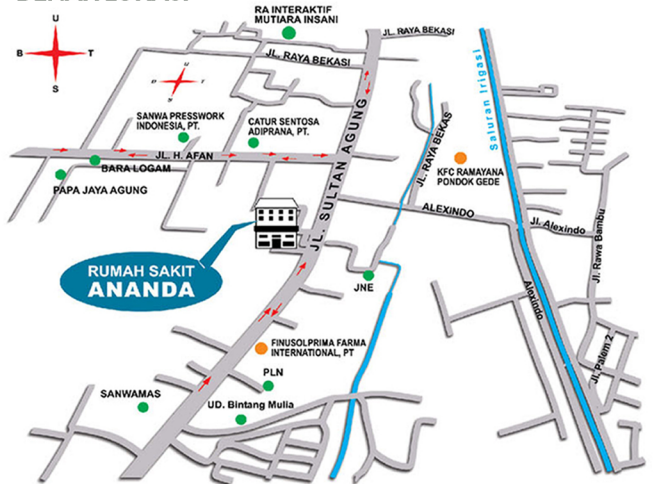 RA INTERAKTIF
MUTIARA INSANI
JL. RAYA BEKASI
JL. RAYA BEKASI
U
B
T
S
U
B
T
S
SANWA PRESSWORK
INDONESIA, PT.
CATUR SENTOSA
ADIPRANA, PT.
JL. H. AFAN
BARA LOGAM
PAPA JAYA AGUNG
JL. SULTAN AGUNG
JL. RAYA BEKAS
Saluran Irigasi
KFC RAMAYANA
PONDOK GEDE
ALEXINDO
Jl. Alexindo
Jl. Rawa Bambu
RUMAH SAKIT
ANANDA
JNE
Alexindo
FINUSOLPRIMA FARMA
INTERNATIONAL, PT
Jl. Palem 2
PLN
SANWAMAS
UD. Bintang Mulia